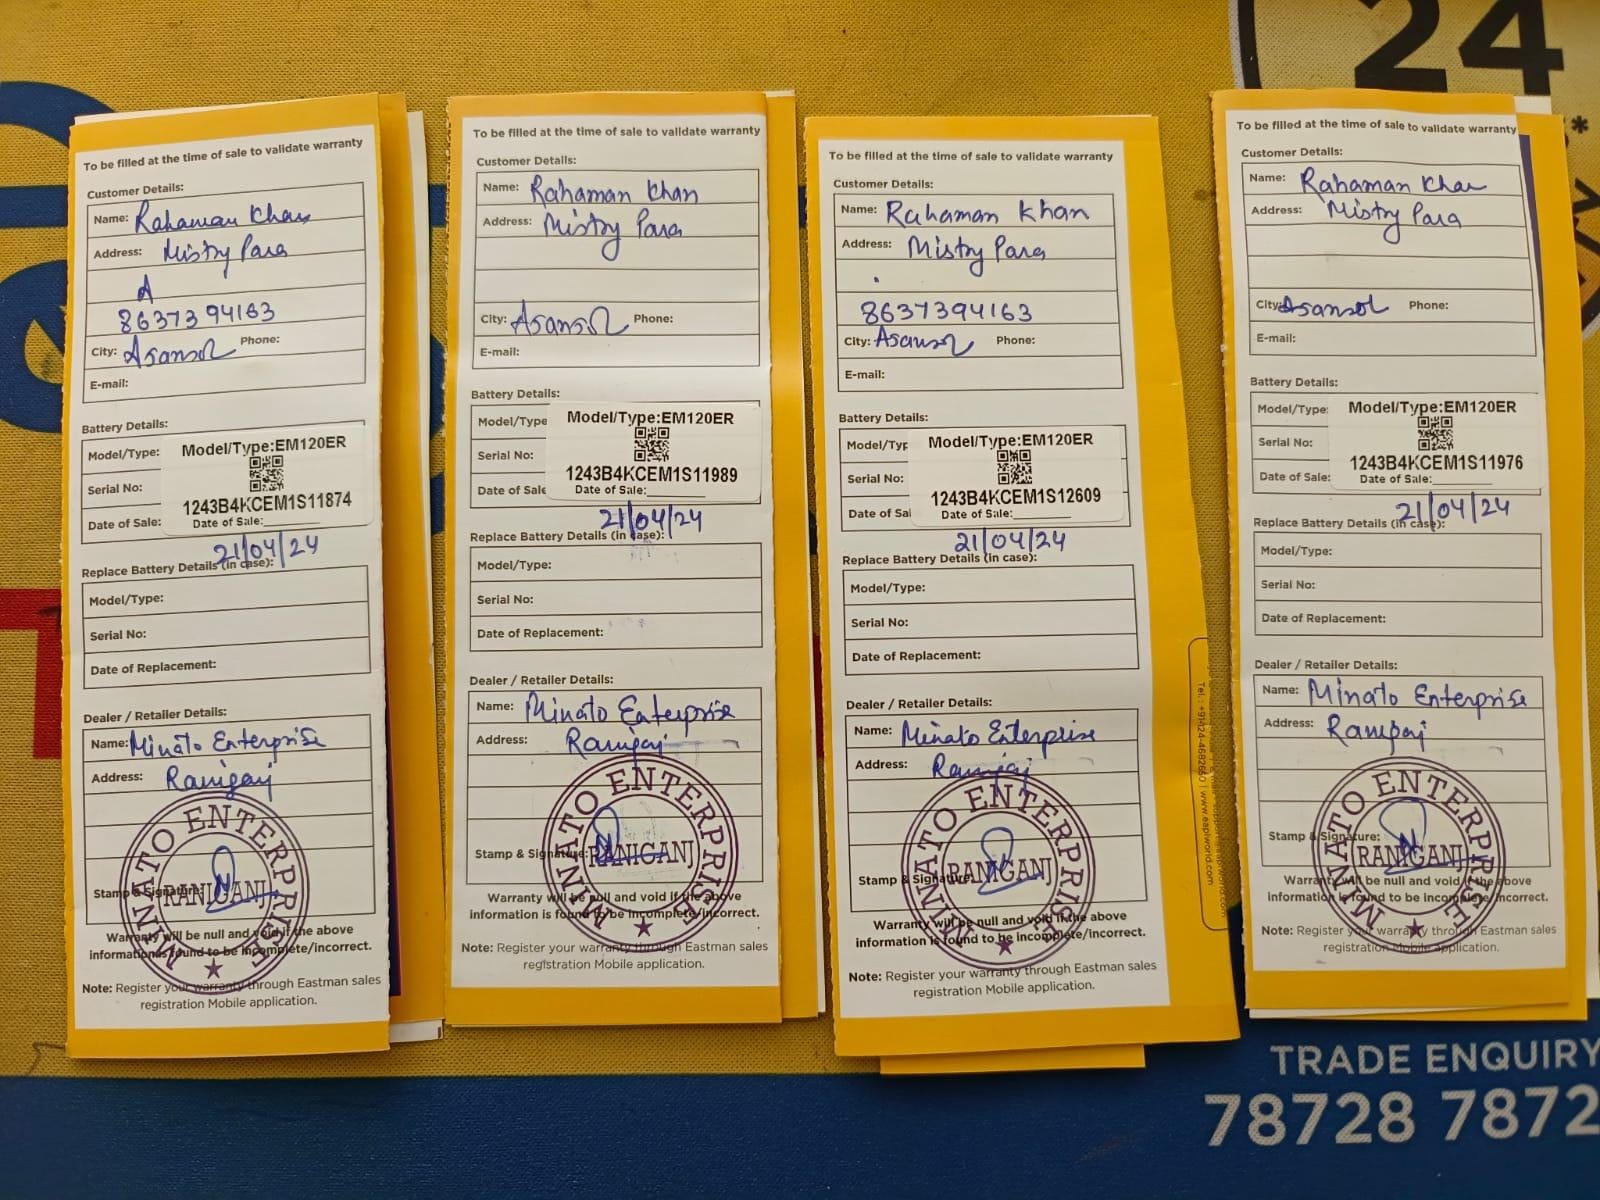 To be filled at the time of sale to validate warranty
Customer Details:
Name: Rahaman Khan
Address: Mistry Para
A
8637394163
City: Asansol Phone:
E-mail:
Battery Details:
Model/Type: Model/Type:EM120ER
Serial No: 1243B4KCEM1S11874
Date of Sale: Date of Sale:
21/04/24
Replace Battery Details (in case):
Model/Type:
Serial No:
Date of Replacement:
Dealer / Retailer Details:
Name: Minato Enterprise
Address: Raniganj
Stamp & Signature:
MINATO ENTERPRISE
RANIGANJ
Warranty will be null and void if the above
information is found to be incomplete/incorrect.
Note: Register your warranty through Eastman sales
registration Mobile application.
To be filled at the time of sale to validate warranty
Customer Details:
Name: Rahaman Khan
Address: Mistry Para
City: Asansol Phone:
E-mail:
Battery Details:
Model/Type Model/Type:EM120ER
Serial No: 1243B4KCEM1S11989
Date of Sale Date of Sale:
21/04/24
Replace Battery Details (in case):
Model/Type:
Serial No:
Date of Replacement:
Dealer / Retailer Details:
Name: Minato Enterprise
Address: Raniganj
Stamp & Signature:
MINATO ENTERPRISE
RANIGANJ
Warranty will be null and void if the above
information is found to be incomplete/incorrect.
Note: Register your warranty through Eastman sales
registration Mobile application.
To be filled at the time of sale to validate warranty
Customer Details:
Name: Rahaman Khan
Address: Mistry Para
8637394163
City: Asansol Phone:
E-mail:
Battery Details:
Model/Typ Model/Type:EM120ER
Serial No: 1243B4KCEM1S12609
Date of Sal Date of Sale:
21/04/24
Replace Battery Details (in case):
Model/Type:
Serial No:
Date of Replacement:
Dealer / Retailer Details:
Name: Minato Enterprise
Address: Raniganj
Stamp & Signature:
MINATO ENTERPRISE
RANIGANJ
Warranty will be null and void if the above
information is found to be incomplete/incorrect.
Note: Register your warranty through Eastman sales
registration Mobile application.
To be filled at the time of sale to validate warranty
Customer Details:
Name: Rahaman Khan
Address: Mistry Para
City: Asansol Phone:
E-mail:
Battery Details:
Model/Type: Model/Type:EM120ER
Serial No: 1243B4KCEM1S11976
Date of Sale: Date of Sale:
21/04/24
Replace Battery Details (in case):
Model/Type:
Serial No:
Date of Replacement:
Dealer / Retailer Details:
Name: Minato Enterprise
Address: Raniganj
Stamp & Signature:
MINATO ENTERPRISE
RANIGANJ
Warranty will be null and void if the above
information is found to be incomplete/incorrect.
Note: Register your warranty through Eastman sales
registration Mobile application.
24
*
TRADE ENQUIRY
78728 7872